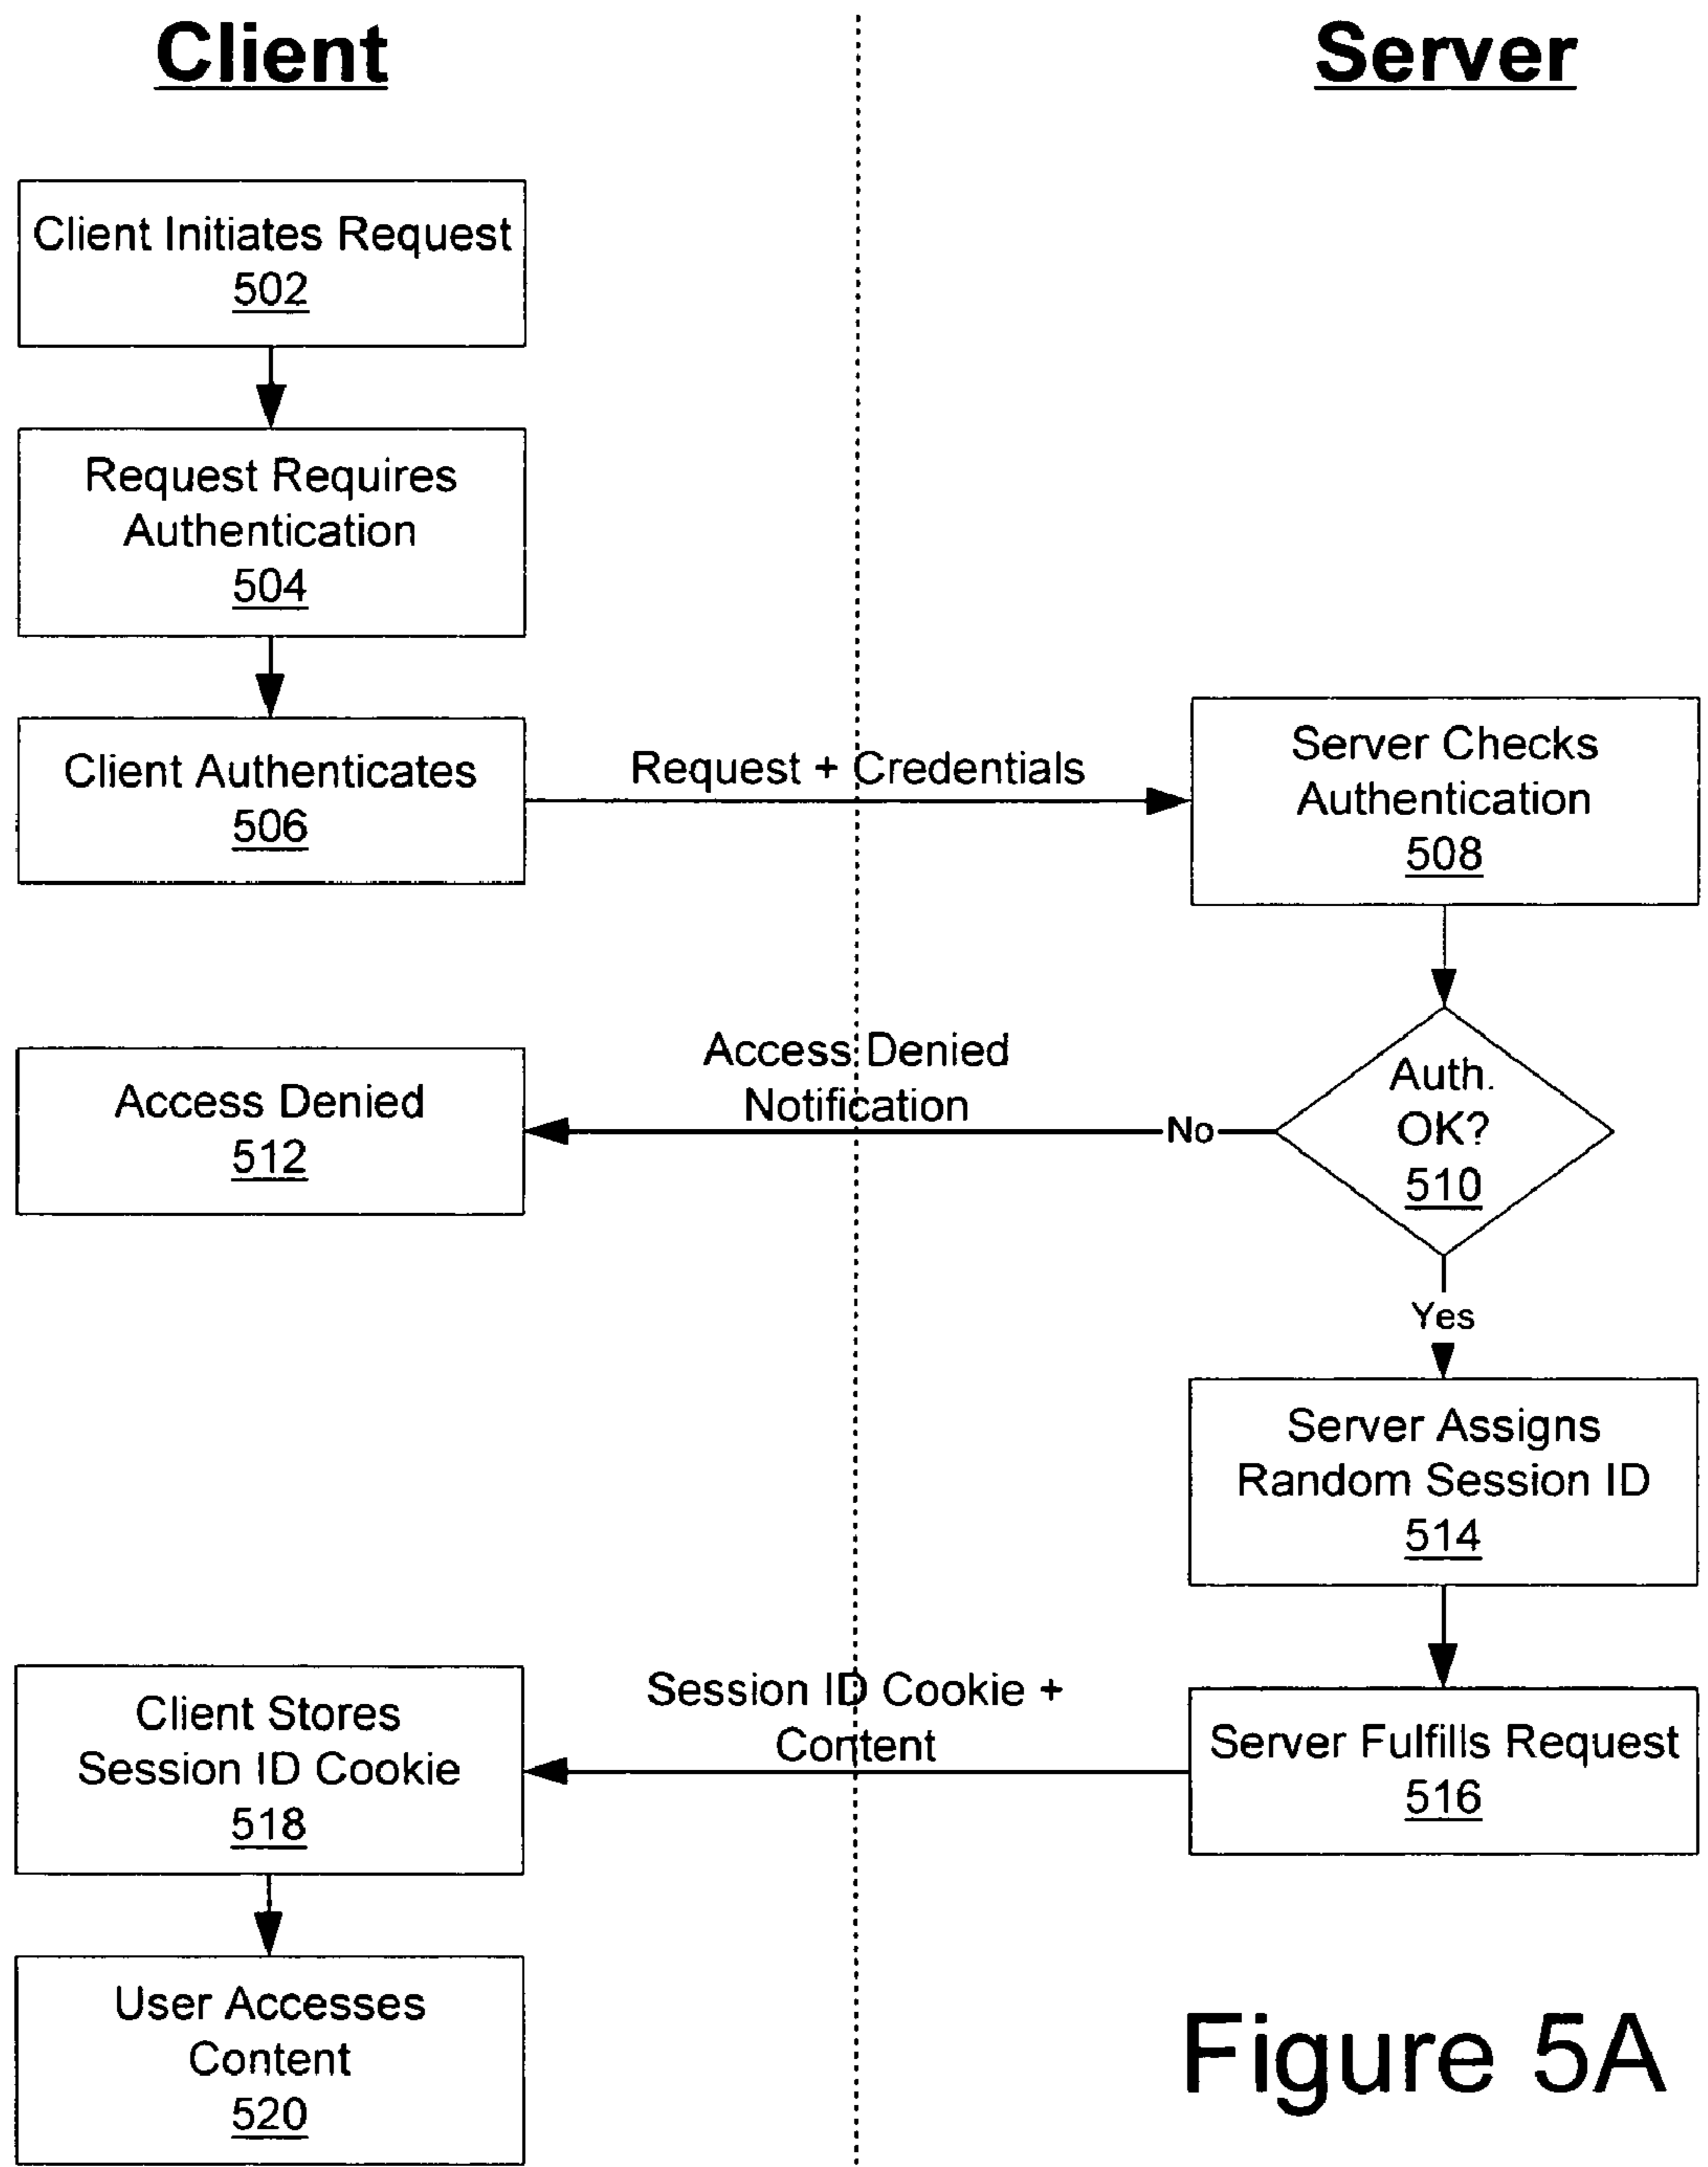 Client
Server
Client Initiates Request
502
Request Requires
Authentication
504
Client Authenticates
506
Request + Credentials
Server Checks
Authentication
508
Access Denied
Notification
Access Denied
512
No
Auth.
OK?
510
Yes
Server Assigns
Random Session ID
514
Session ID Cookie +
Content
Server Fulfills Request
516
Client Stores
Session ID Cookie
518
User Accesses
Content
520
Figure 5A